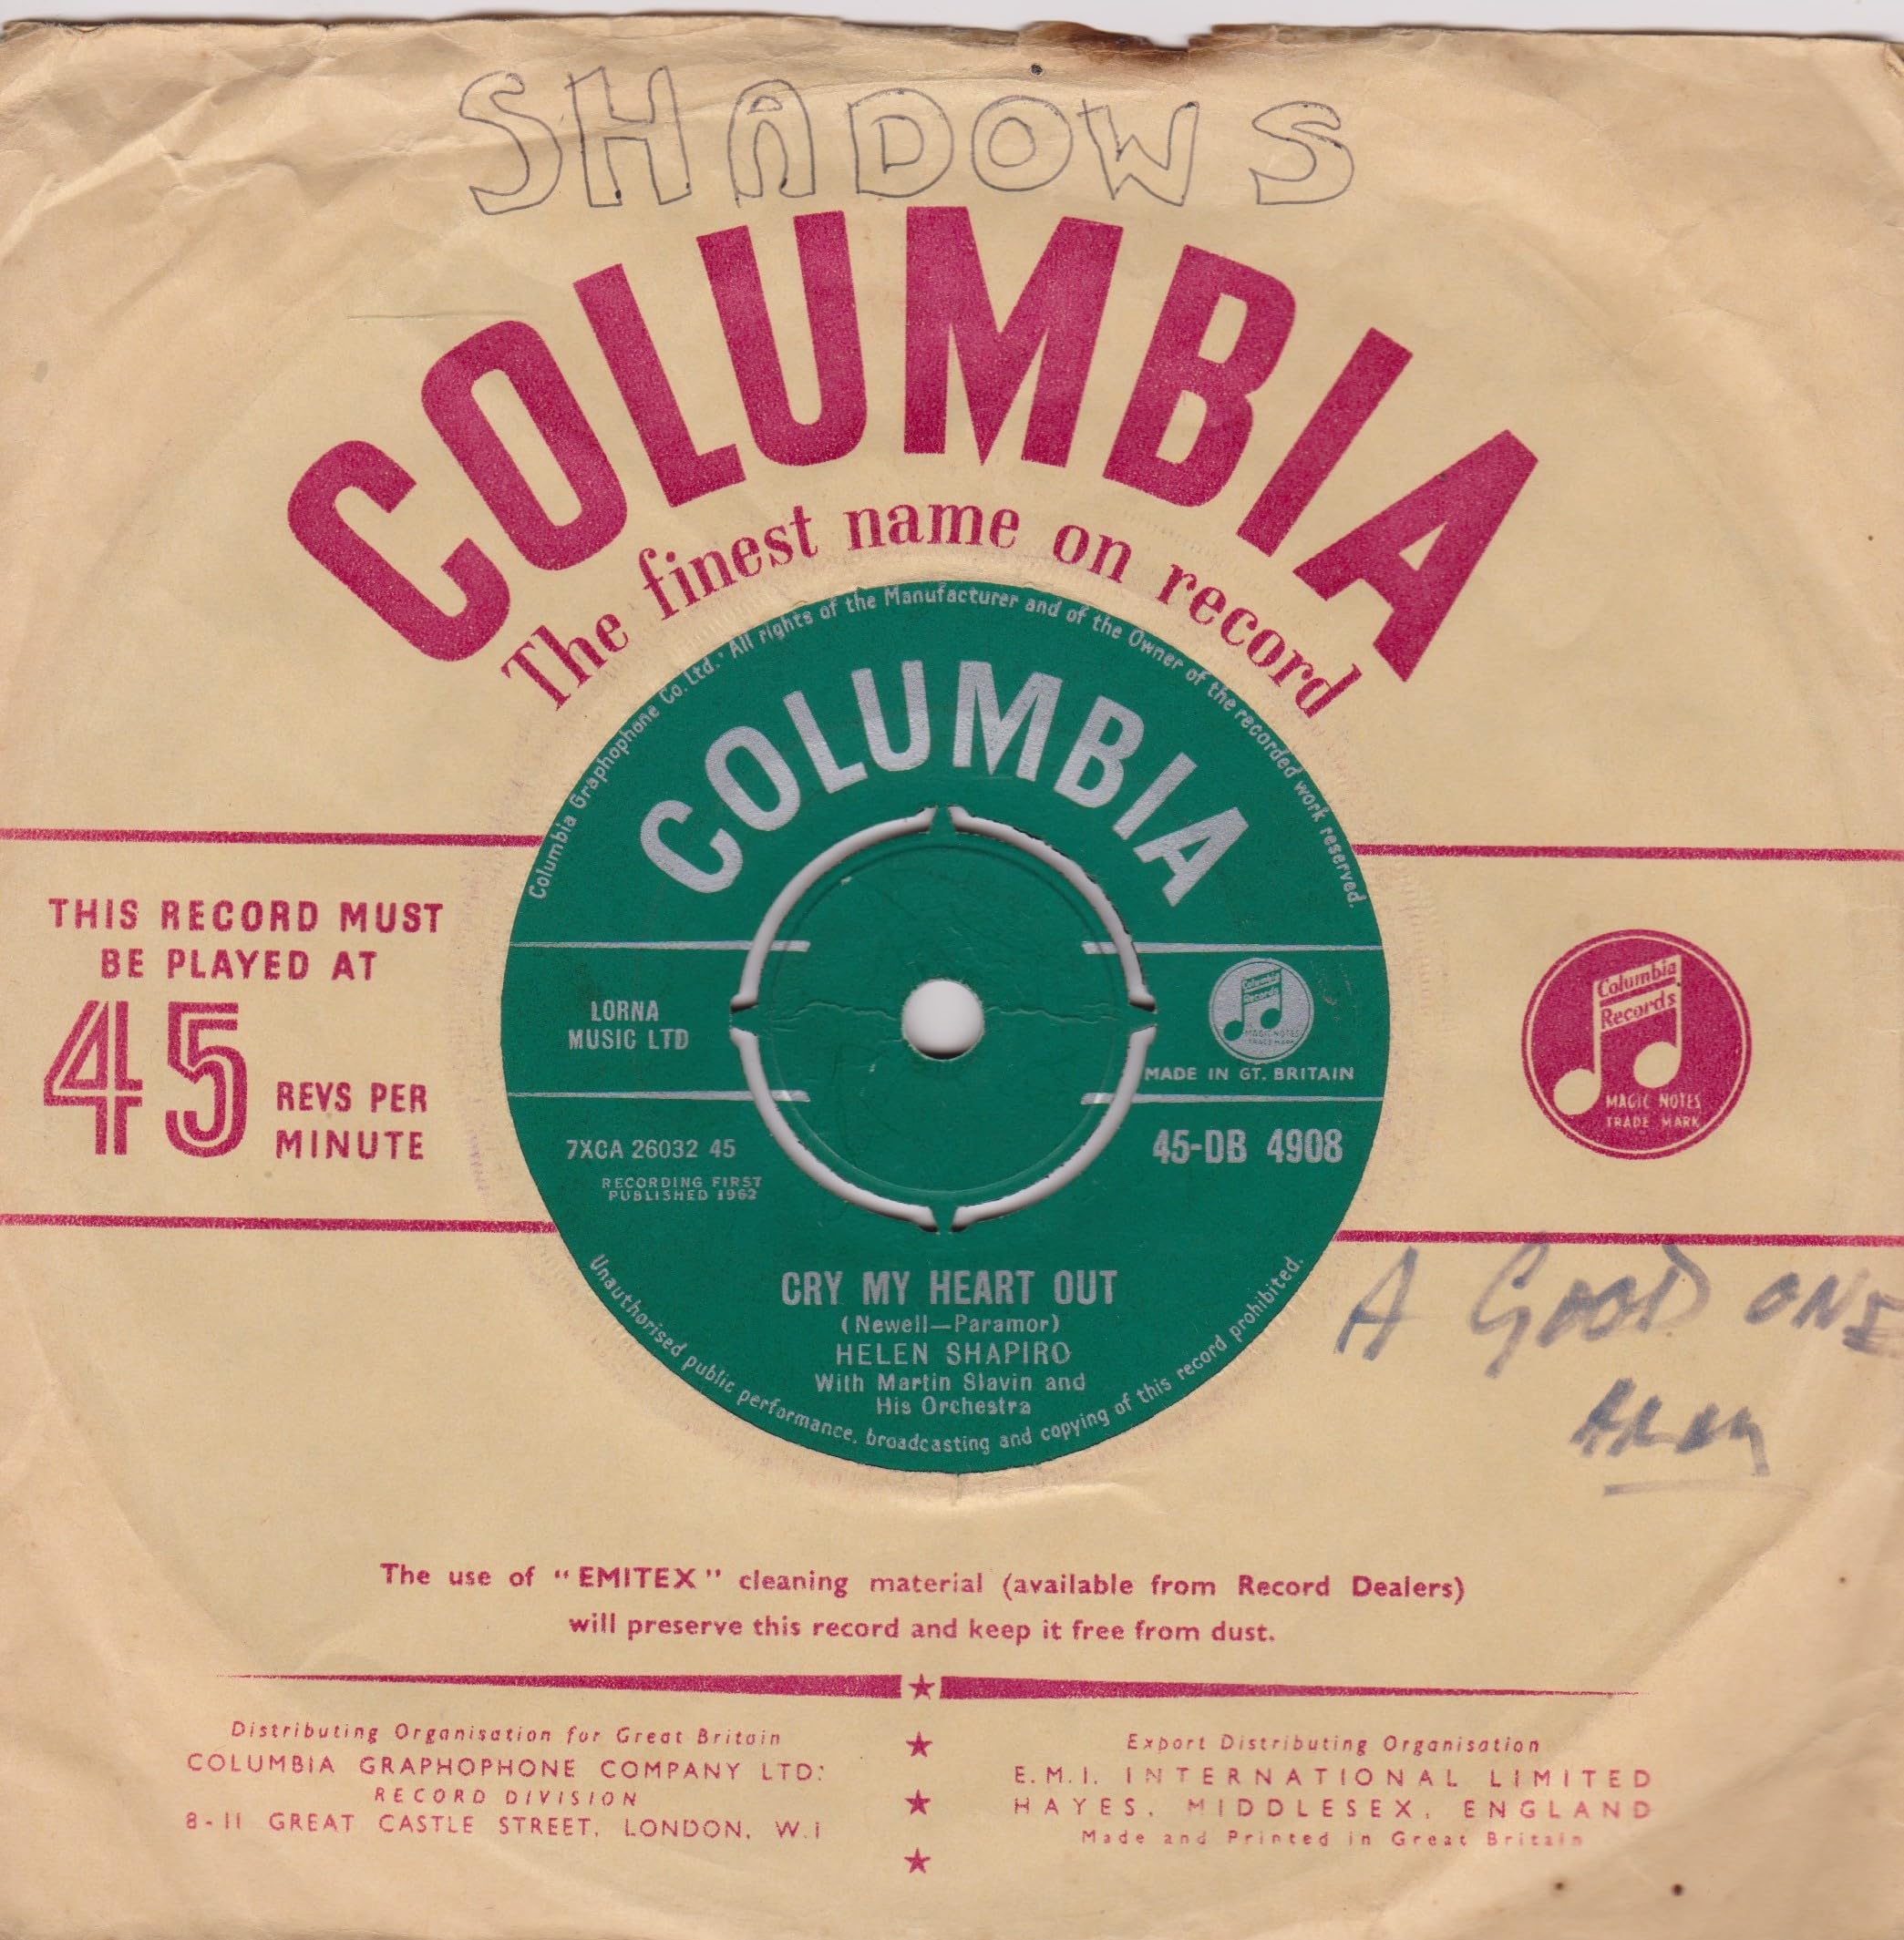 SHADOWS
COLUMBIA
The finest name on record
Columbia Graphophone Co. Ltd. All rights of the Manufacturer and of the Owner of the recorded work reserved.
COLUMBIA
THIS RECORD MUST
BE PLAYED AT
45 REVS PER
MINUTE
LORNA
MUSIC LTD
Columbia
Records
MAGIC NOTES
TRADE MARK
MADE IN GT. BRITAIN
Columbia
Records
MAGIC NOTES
TRADE MARK
7XCA 26032 45
45-DB 4908
RECORDING FIRST
PUBLISHED 1962
CRY MY HEART OUT
(Newell—Paramor)
HELEN SHAPIRO
With Martin Slavin and
His Orchestra
Unauthorised public performance, broadcasting and copying of this record prohibited.
A GOOD ONE
The use of "EMITEX" cleaning material (available from Record Dealers)
will preserve this record and keep it free from dust.
Distributing Organisation for Great Britain
COLUMBIA GRAPHOPHONE COMPANY LTD:
RECORD DIVISION
8-11 GREAT CASTLE STREET, LONDON, W.1
Export Distributing Organisation
E.M.I. INTERNATIONAL LIMITED
HAYES, MIDDLESEX, ENGLAND
Made and Printed in Great Britain